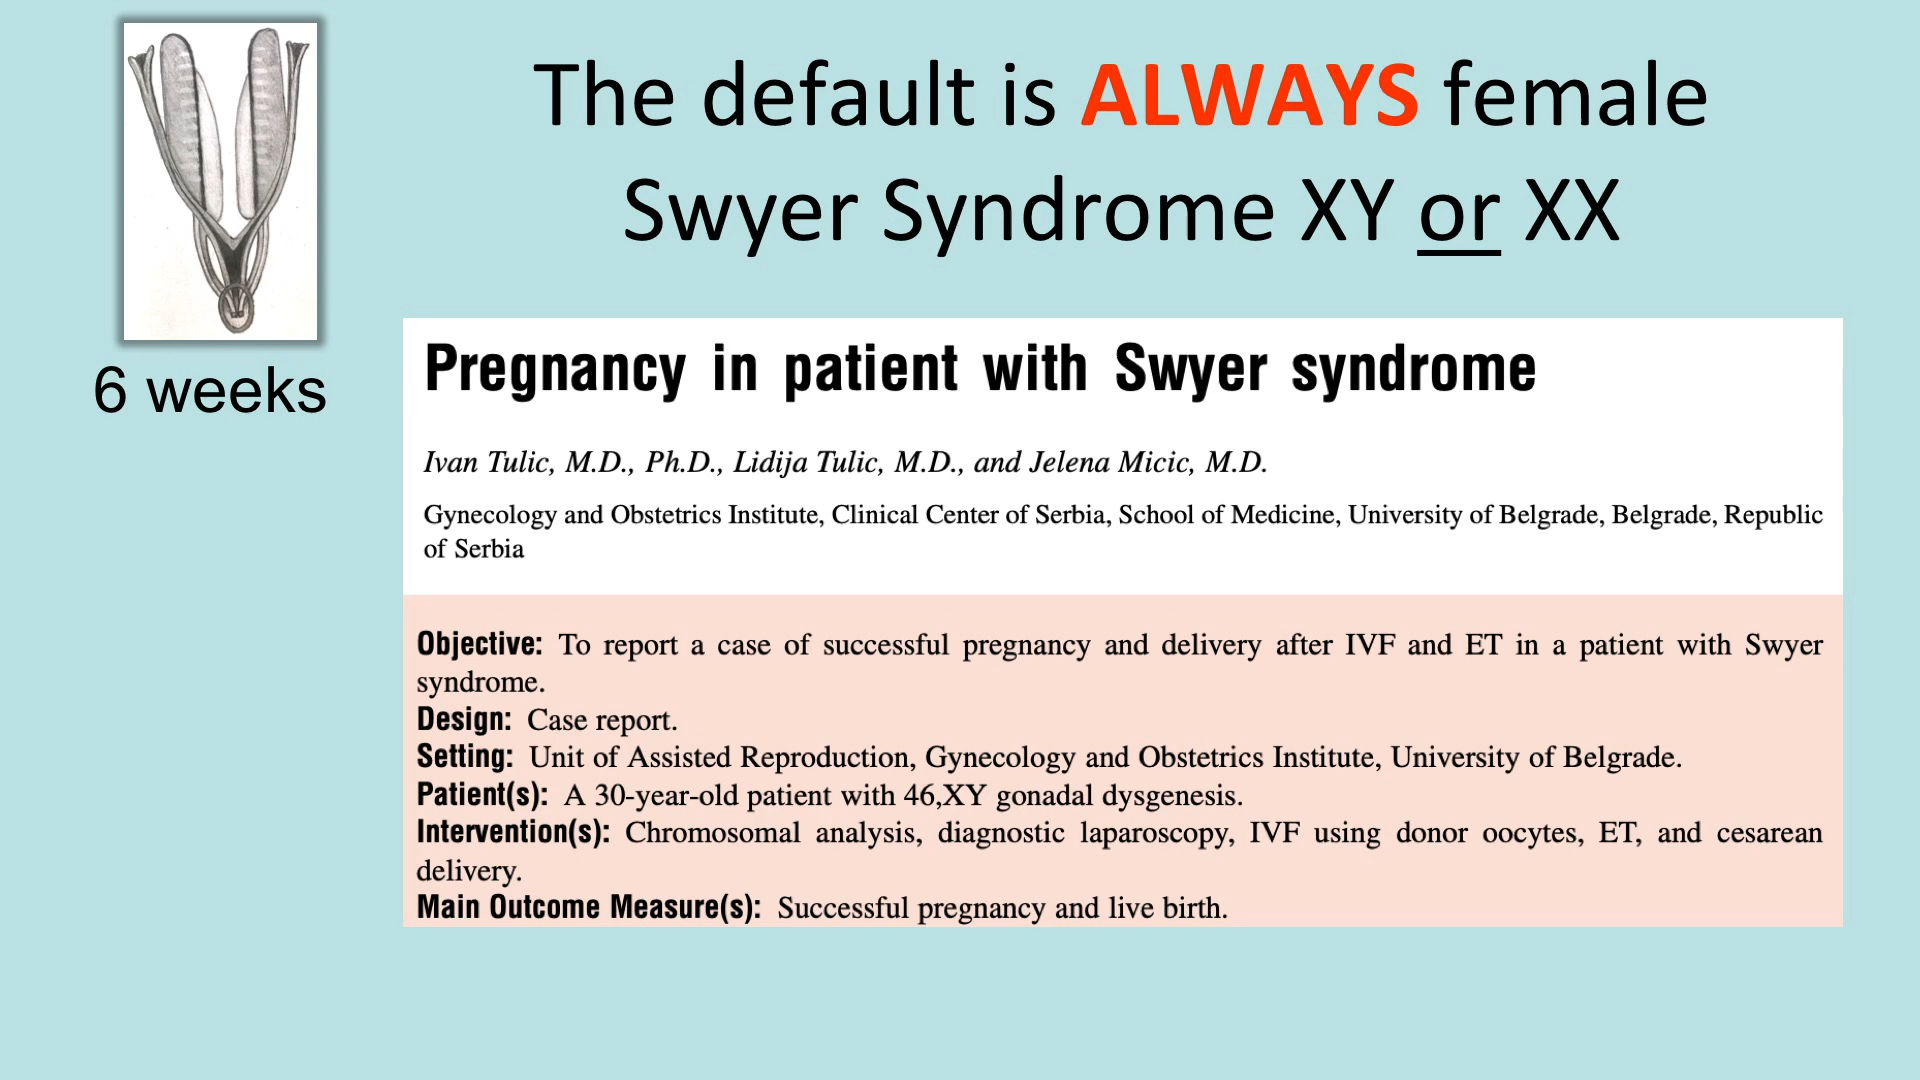 The default is ALWAYS female
Swyer Syndrome XY or XX
6 weeks
Pregnancy in patient with Swyer syndrome
Ivan Tulic, M.D., Ph.D., Lidija Tulic, M.D., and Jelena Micic, M.D.
Gynecology and Obstetrics Institute, Clinical Center of Serbia, School of Medicine, University of Belgrade, Belgrade, Republic
of Serbia
Objective: To report a case of successful pregnancy and delivery after IVF and ET in a patient with Swyer
syndrome.
Design: Case report.
Setting: Unit of Assisted Reproduction, Gynecology and Obstetrics Institute, University of Belgrade.
Patient(s): A 30-year-old patient with 46,XY gonadal dysgenesis.
Intervention(s): Chromosomal analysis, diagnostic laparoscopy, IVF using donor oocytes, ET, and cesarean
delivery.
Main Outcome Measure(s): Successful pregnancy and live birth.